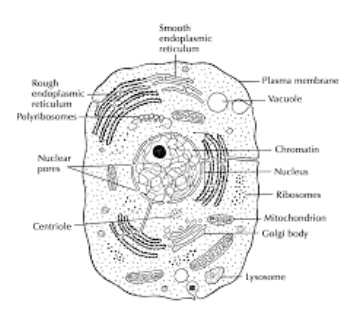 Smooth
endoplasmic
reticulum
Rough
endoplasmic
reticulum
Polyribosomes
Nuclear
pores
Centriole
Plasma membrane
Vacuole
Chromatin
Nucleus
Ribosomes
Mitochondrion
Golgi body
Lysosome